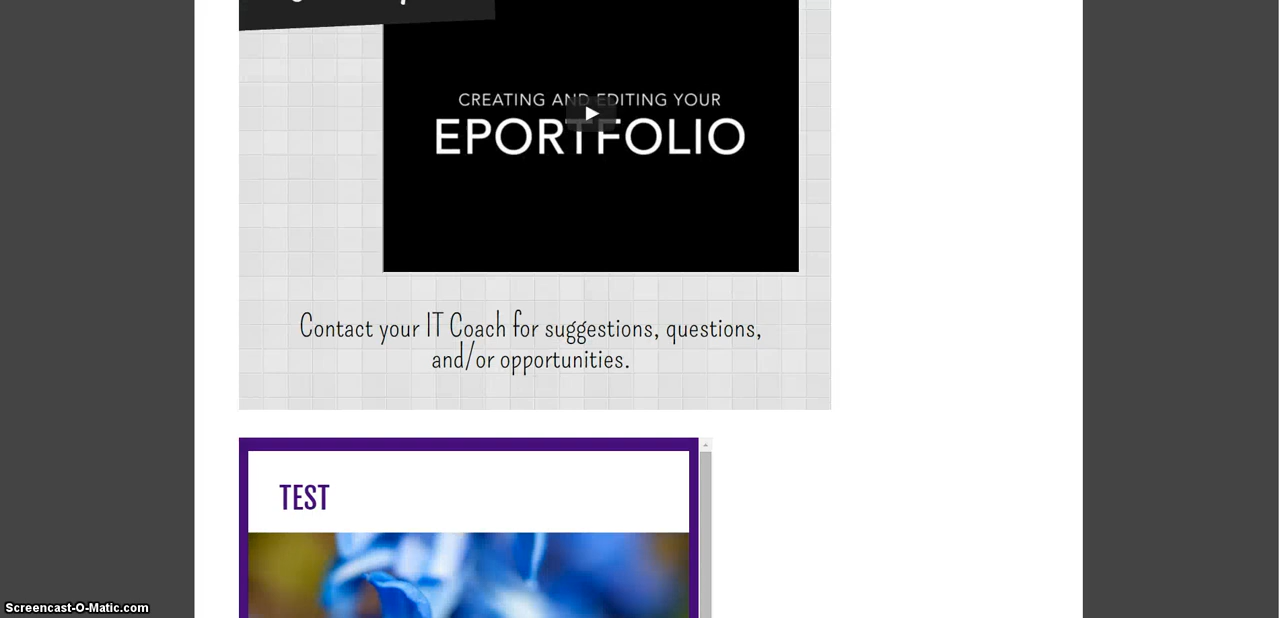 CREATING AND EDITING YOUR
EPORTFOLIO
Contact your IT Coach for suggestions, questions,
and/or opportunities.
TEST
Screencast-O-Matic.com